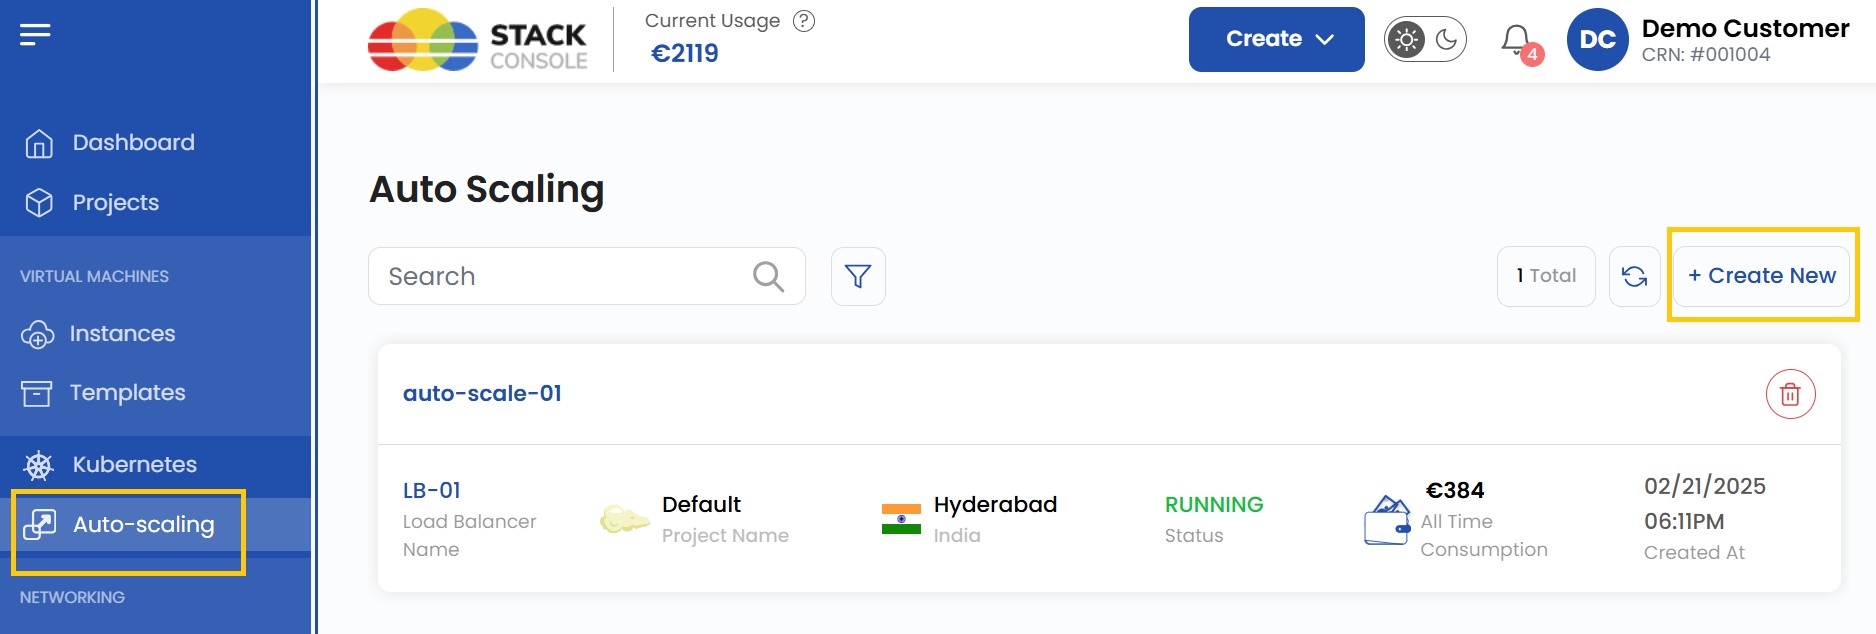 STACK
CONSOLE
Current Usage ?
€2119
Create
4
DC
Demo Customer
CRN: #001004
Dashboard
Projects
VIRTUAL MACHINES
Instances
Templates
Kubernetes
Auto-scaling
NETWORKING
Auto Scaling
Search
1 Total
+ Create New
auto-scale-01
LB-01
Load Balancer
Name
Default
Project Name
Hyderabad
India
RUNNING
Status
€384
All Time
Consumption
02/21/2025
06:11PM
Created At